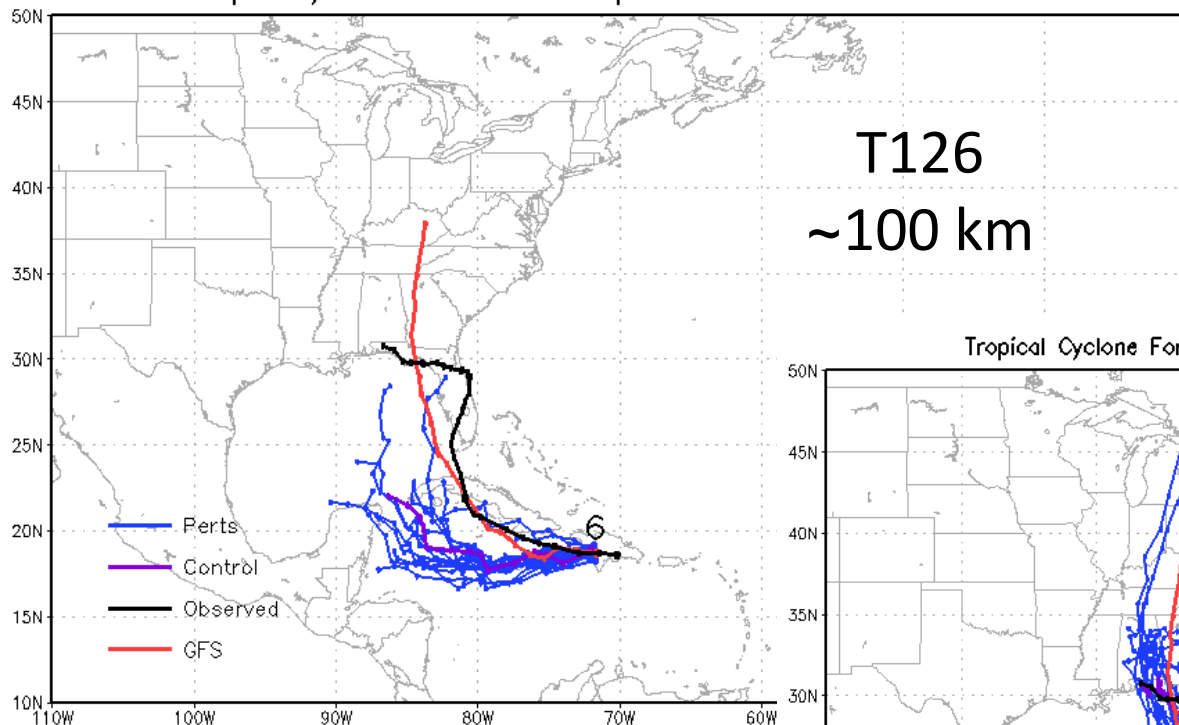 50N
45N
40N
35N
30N
25N
20N
15N
10N
110W 100W 90W 80W 70W 60W
6
Perts
Control
Observed
GFS
T126
~100 km
Tropical Cyclone
50N
45N
40N
35N
30N